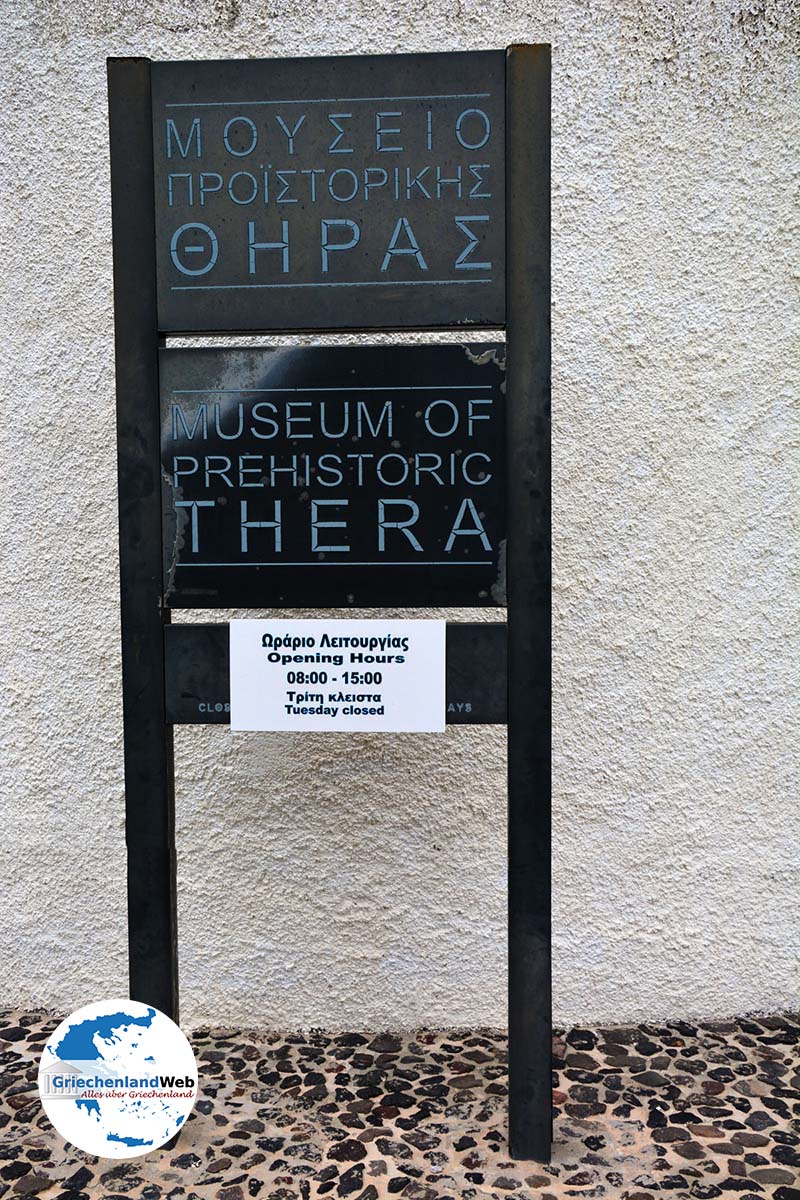 ΜΟΥΣΕΙΟ
ΠΡΟΪΣΤΟΡΙΚΗΣ
ΘΗΡΑΣ
MUSEUM OF
PREHISTORIC
THERA
Ωράριο Λειτουργίας
Opening Hours
08:00 - 15:00
Τρίτη κλειστα
Tuesday closed
GriechenlandWeb
Alles über Griechenland